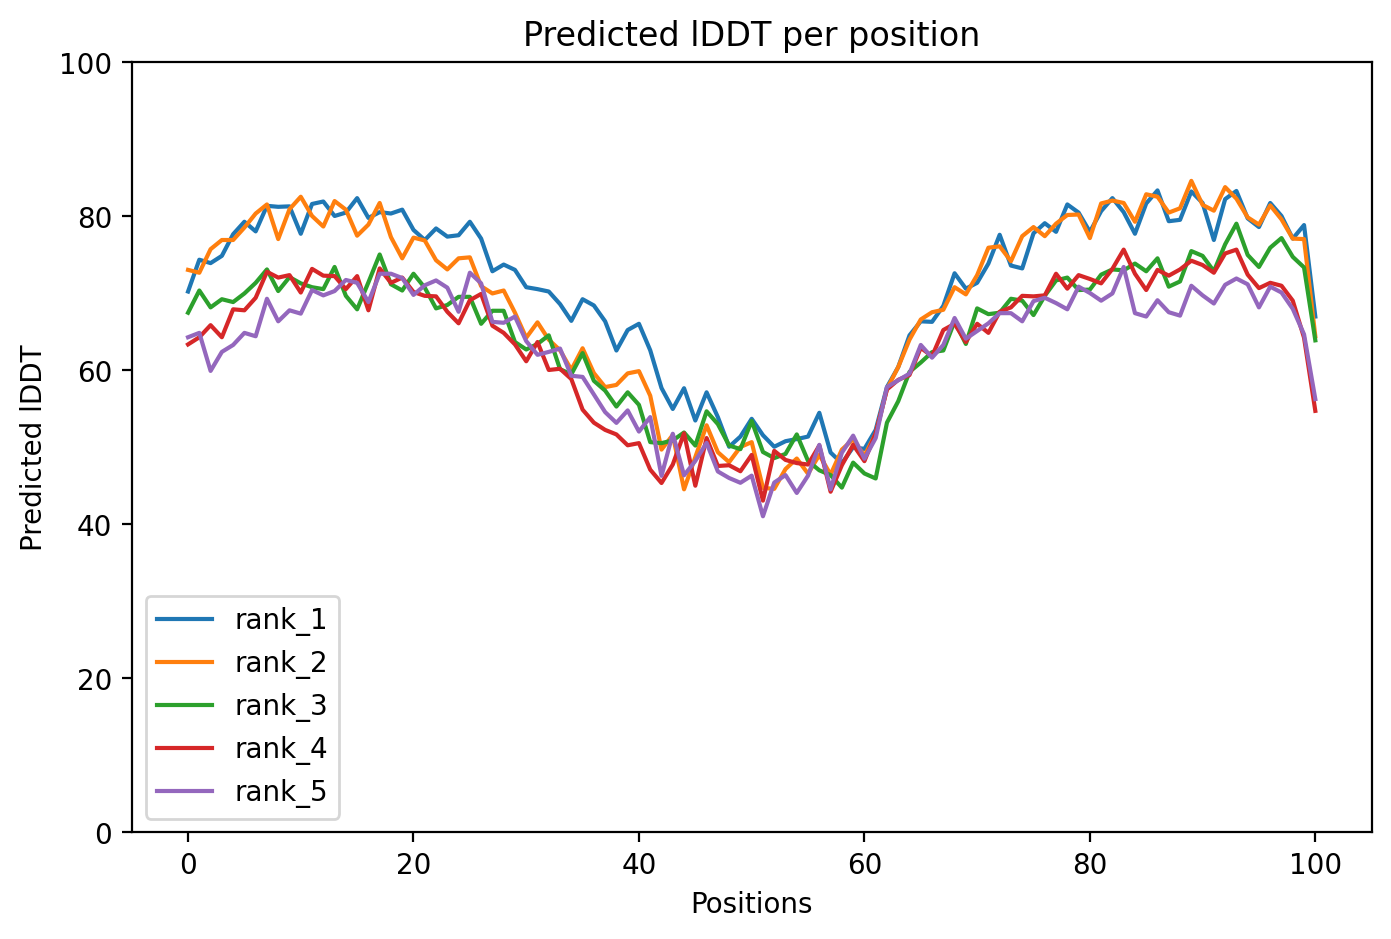 Predicted lDDT per position
100
80
60
40
20
0
Predicted lDDT
rank_1
rank_2
rank_3
rank_4
rank_5
0 20 40 60 80 100
Positions